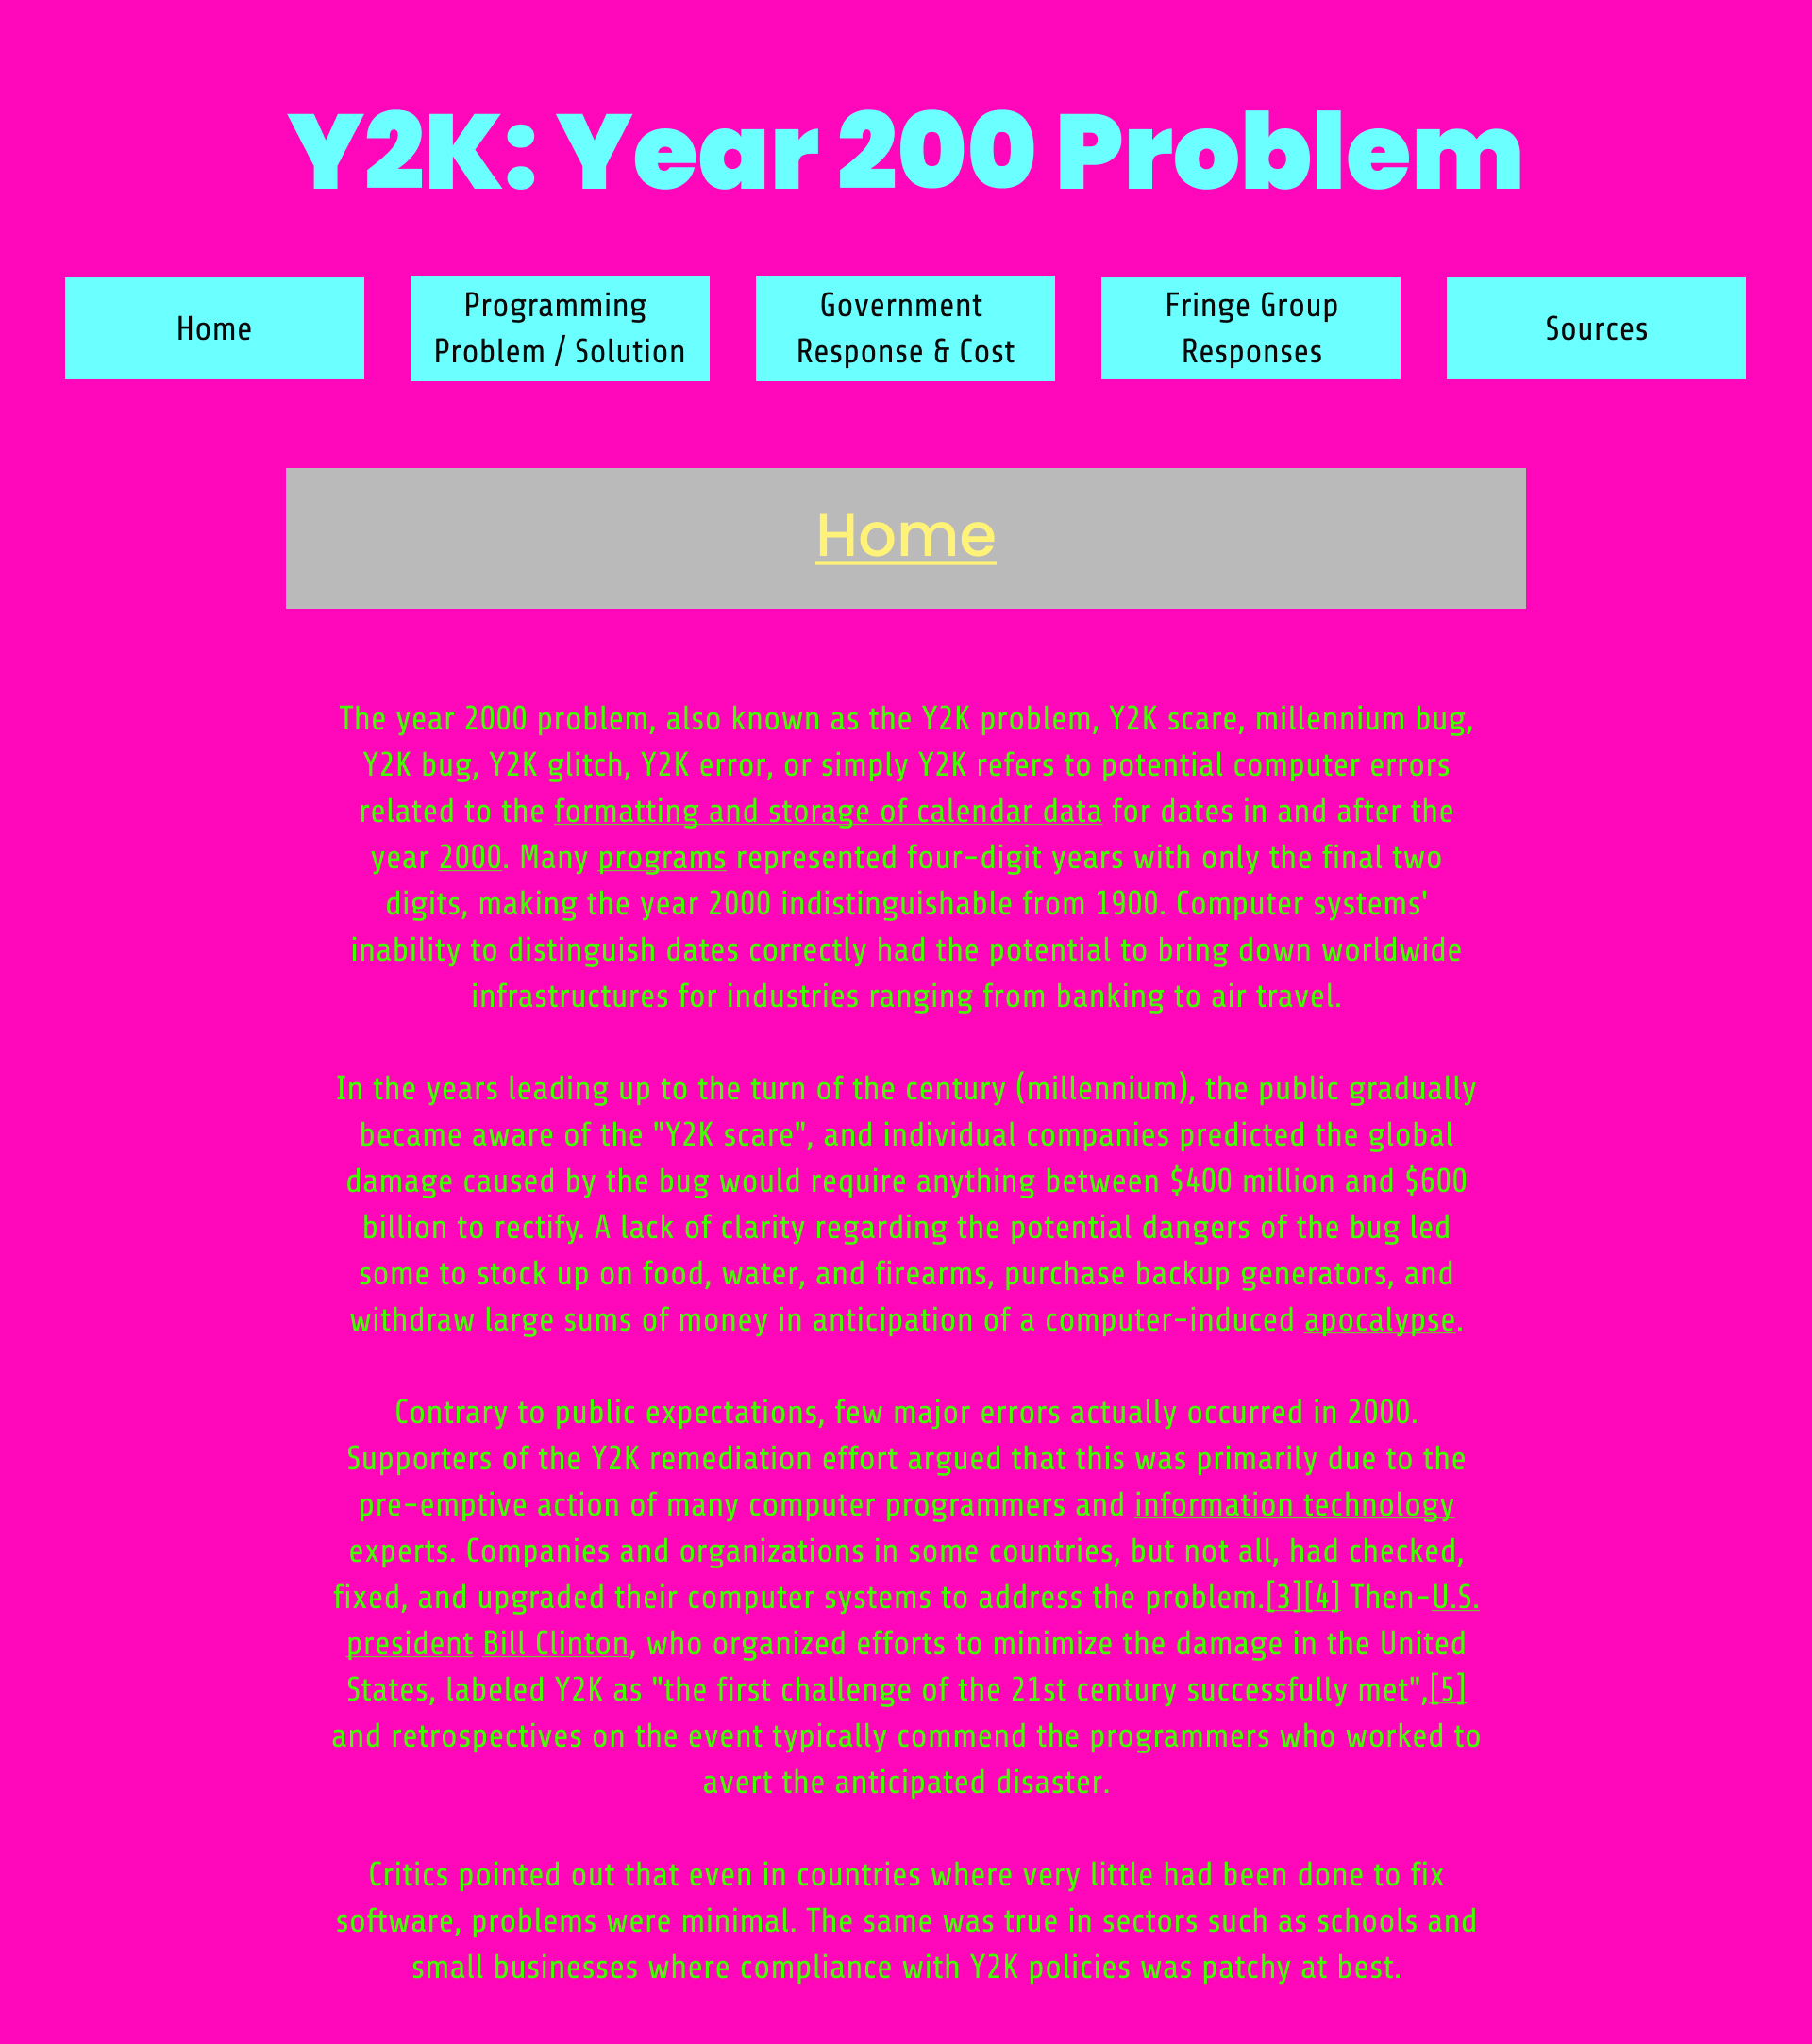 Y2K: Year 200 Problem
Home
Programming
Problem / Solution
Government
Response & Cost
Fringe Group
Responses
Sources
Home
The year 2000 problem, also known as the Y2K problem, Y2K scare, millennium bug,
Y2K bug, Y2K glitch, Y2K error, or simply Y2K refers to potential computer errors
related to the formatting and storage of calendar data for dates in and after the
year 2000. Many programs represented four-digit years with only the final two
digits, making the year 2000 indistinguishable from 1900. Computer systems'
inability to distinguish dates correctly had the potential to bring down worldwide
infrastructures for industries ranging from banking to air travel.
In the years leading up to the turn of the century (millennium), the public gradually
became aware of the "Y2K scare", and individual companies predicted the global
damage caused by the bug would require anything between $400 million and $600
billion to rectify. A lack of clarity regarding the potential dangers of the bug led
some to stock up on food, water, and firearms, purchase backup generators, and
withdraw large sums of money in anticipation of a computer-induced apocalypse.
Contrary to public expectations, few major errors actually occurred in 2000.
Supporters of the Y2K remediation effort argued that this was primarily due to the
pre-emptive action of many computer programmers and information technology
experts. Companies and organizations in some countries, but not all, had checked,
fixed, and upgraded their computer systems to address the problem.[3][4] Then-U.S.
president Bill Clinton, who organized efforts to minimize the damage in the United
States, labeled Y2K as "the first challenge of the 21st century successfully met",[5]
and retrospectives on the event typically commend the programmers who worked to
avert the anticipated disaster.
Critics pointed out that even in countries where very little had been done to fix
software, problems were minimal. The same was true in sectors such as schools and
small businesses where compliance with Y2K policies was patchy at best.